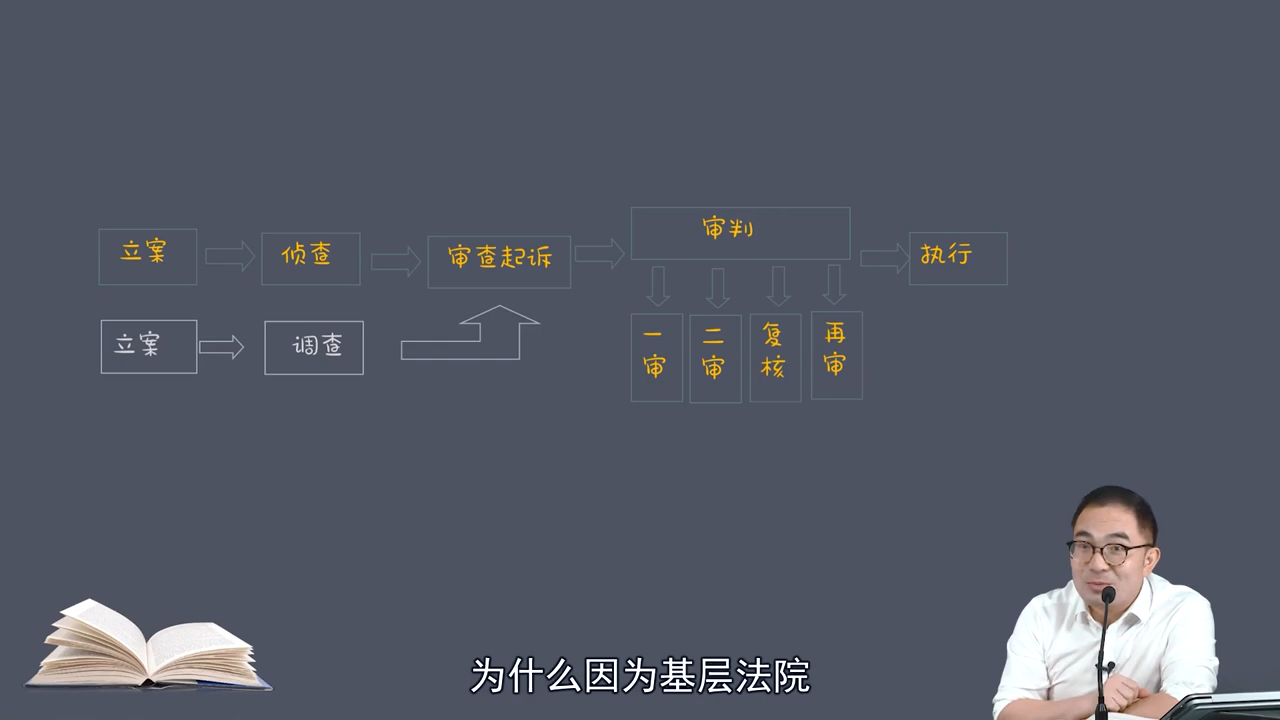 立案
侦查
审查起诉
审判
执行
立案
调查
一审
二审
复核
再审
为什么因为基层法院